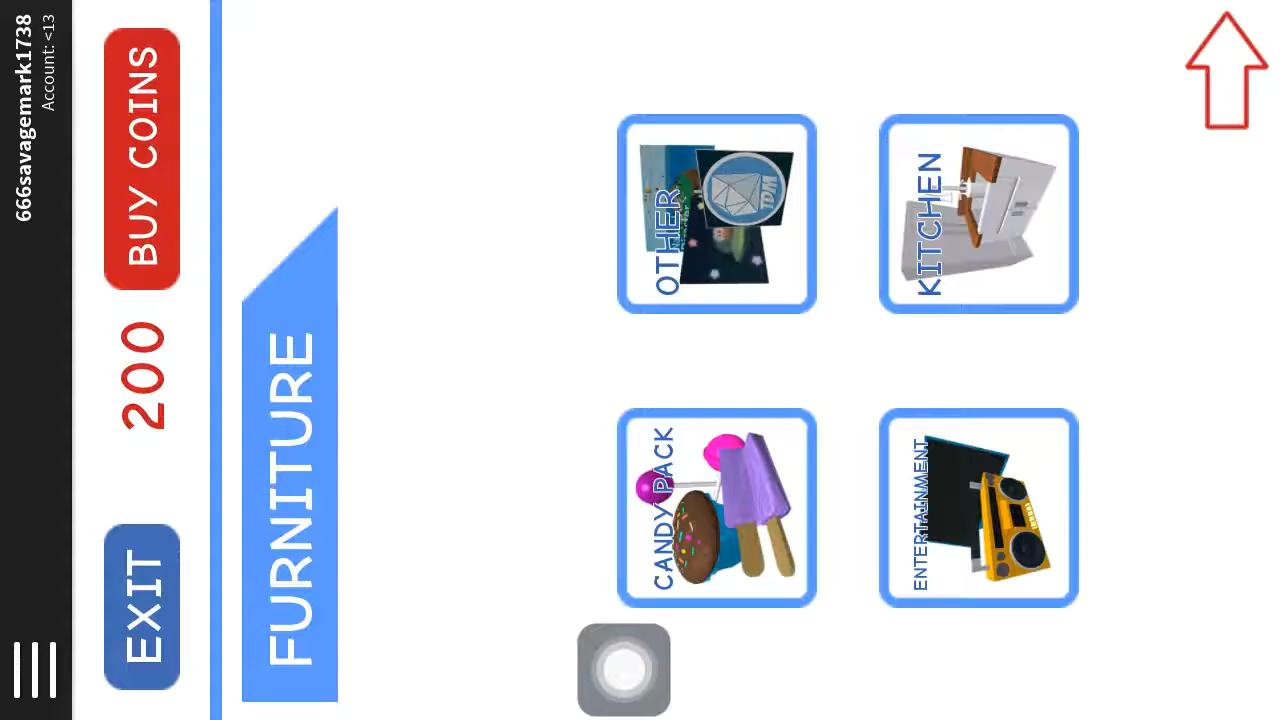 666savagemark1738
Account: <13
EXIT
200
BUY COINS
FURNITURE
CANDY PACK
OTHER
ENTERTAINMENT
KITCHEN